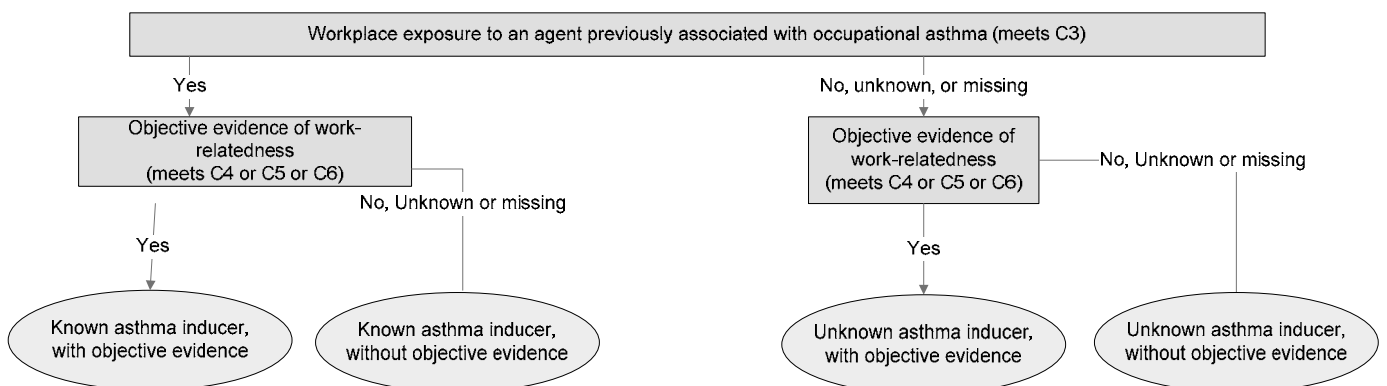 Workplace exposure to an agent previously associated with occupational asthma (meets C3)
Yes
No, unknown, or missing
Objective evidence of work-
relatedness
(meets C4 or C5 or C6)
Objective evidence of
work-relatedness
(meets C4 or C5 or C6)
No, Unknown or missing
No, Unknown or missing
Yes
Yes
Known asthma inducer,
with objective evidence
Known asthma inducer,
without objective evidence
Unknown asthma inducer,
with objective evidence
Unknown asthma inducer,
without objective evidence